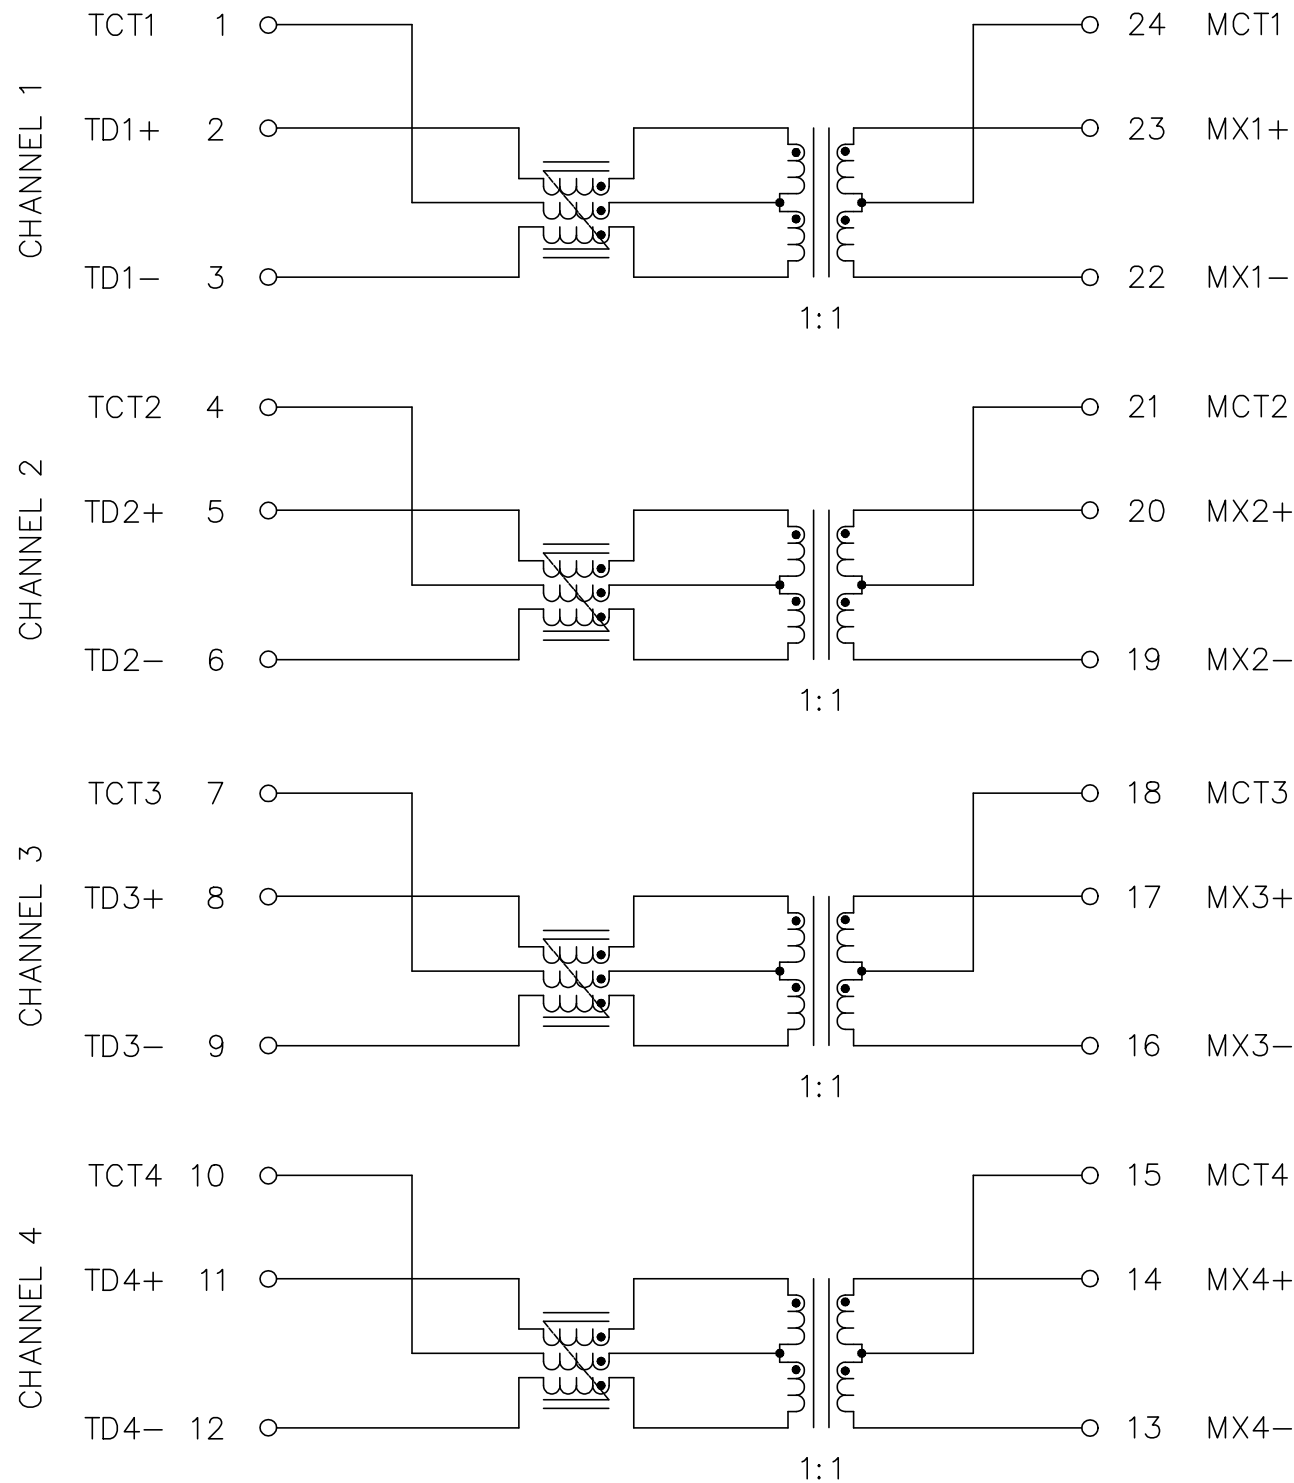 TCT1 1 24 MCT1
CHANNEL 1
TD1+ 2 23 MX1+
TD1− 3 22 MX1−
1:1
TCT2 4 21 MCT2
CHANNEL 2
TD2+ 5 20 MX2+
TD2− 6 19 MX2−
1:1
TCT3 7 18 MCT3
CHANNEL 3
TD3+ 8 17 MX3+
TD3− 9 16 MX3−
1:1
TCT4 10 15 MCT4
CHANNEL 4
TD4+ 11 14 MX4+
TD4− 12 13 MX4−
1:1